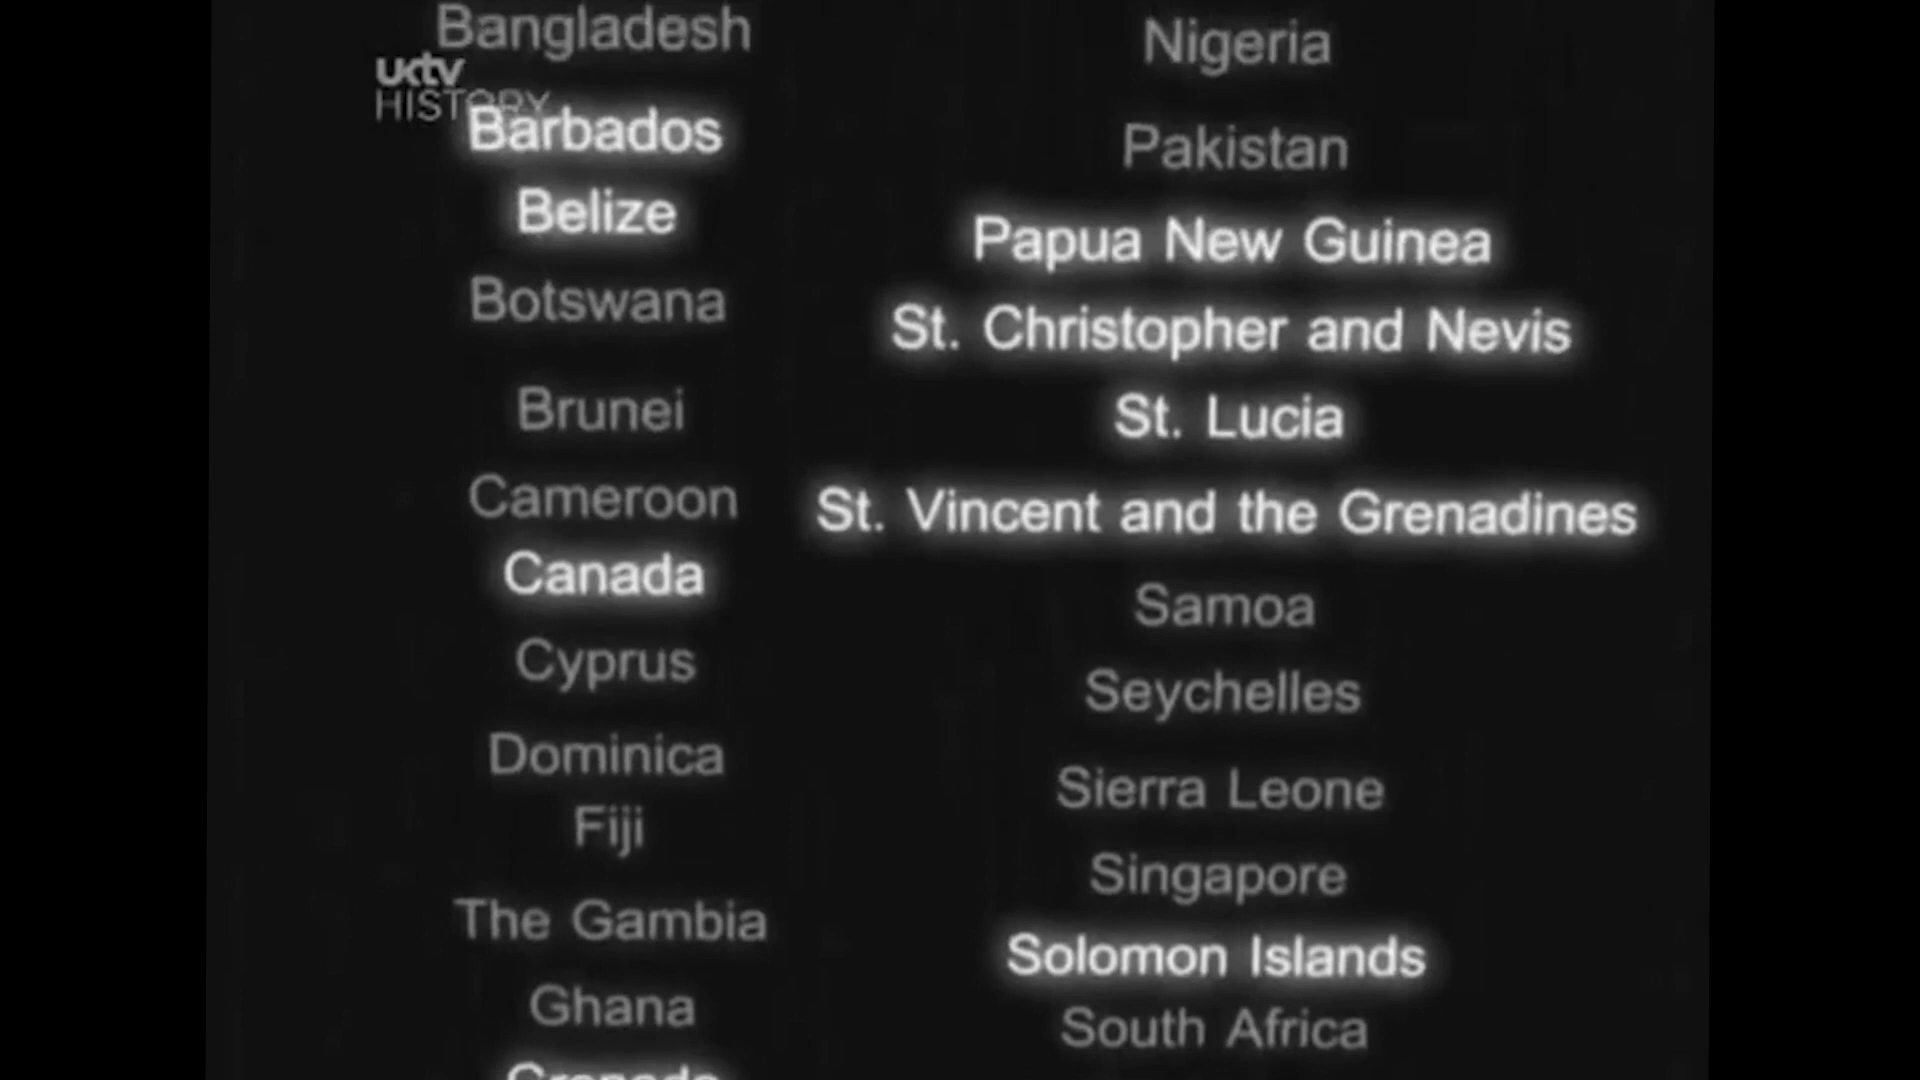 Bangladesh
uktv
HISTORY
Barbados
Belize
Botswana
Brunei
Cameroon
Canada
Cyprus
Dominica
Fiji
The Gambia
Ghana
Grenada
Nigeria
Pakistan
Papua New Guinea
St. Christopher and Nevis
St. Lucia
St. Vincent and the Grenadines
Samoa
Seychelles
Sierra Leone
Singapore
Solomon Islands
South Africa